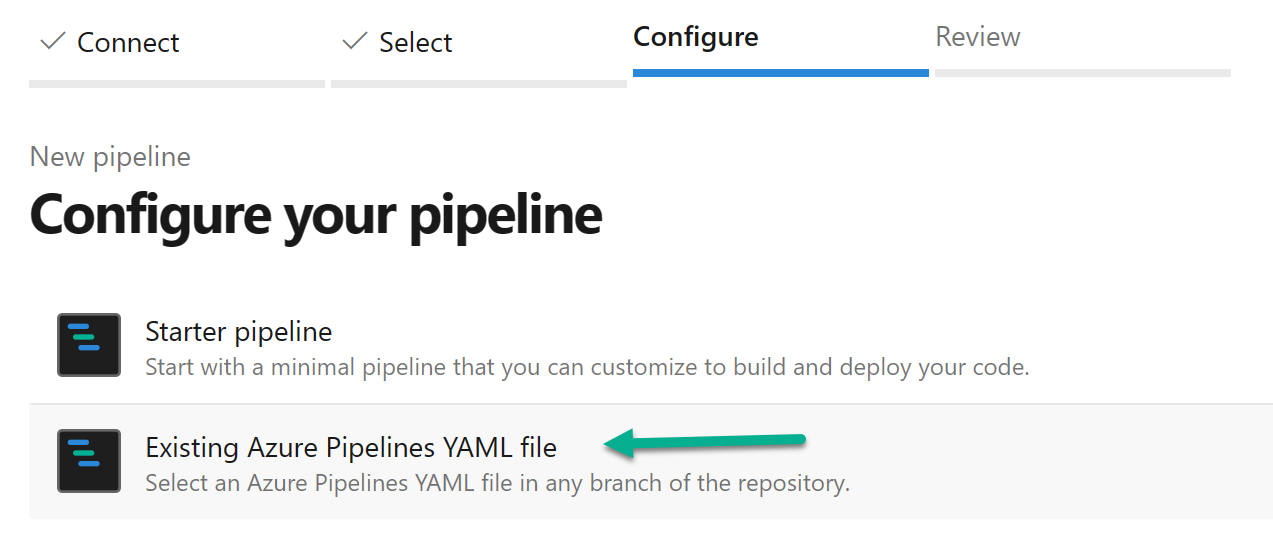 Connect
Select
Configure
Review
New pipeline
Configure your pipeline
Starter pipeline
Start with a minimal pipeline that you can customize to build and deploy your code.
Existing Azure Pipelines YAML file
Select an Azure Pipelines YAML file in any branch of the repository.